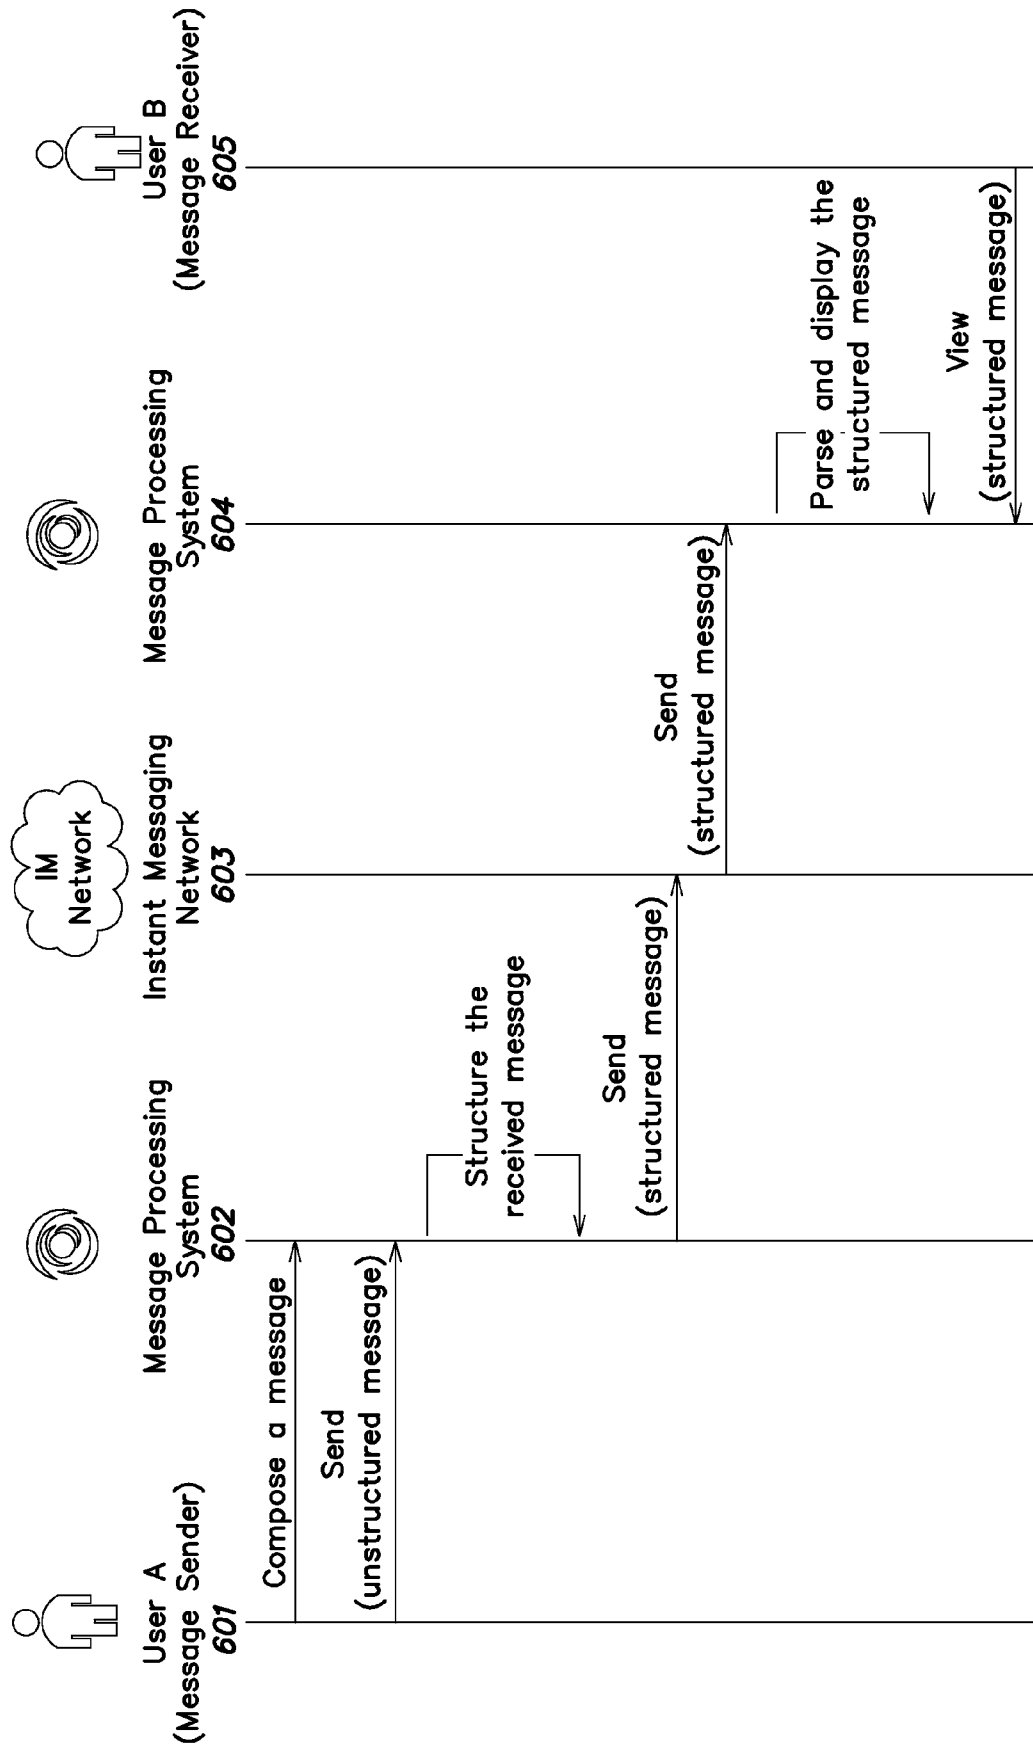 User A
(Message Sender)
601
Message Processing
System
602
IM
Network
Instant Messaging
Network
603
Message Processing
System
604
User B
(Message Receiver)
605
Compose a message
Send
(unstructured message)
Structure the
received message
Send
(structured message)
Send
(structured message)
Parse and display the
structured message
View
(structured message)